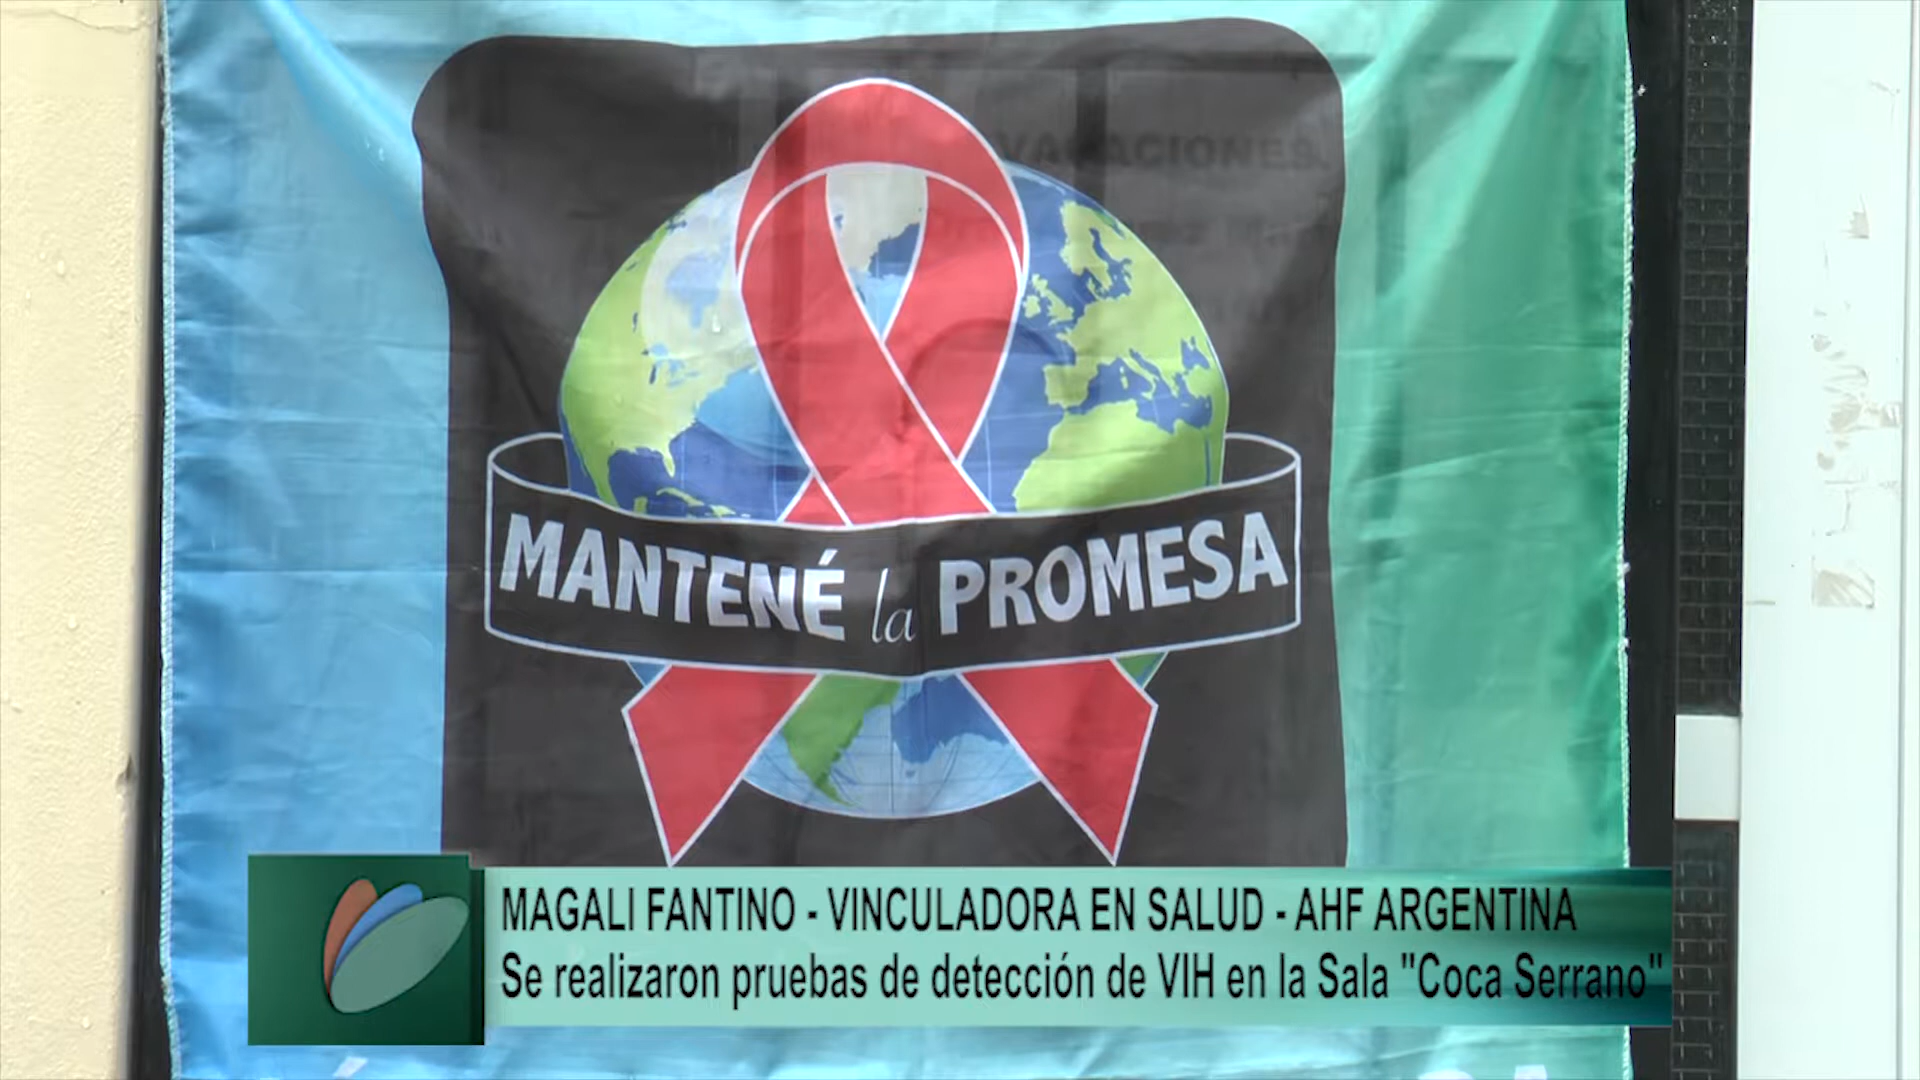 VACACIONES
MANTENÉ la PROMESA
MAGALI FANTINO - VINCULADORA EN SALUD - AHF ARGENTINA
Se realizaron pruebas de detección de VIH en la Sala "Coca Serrano"